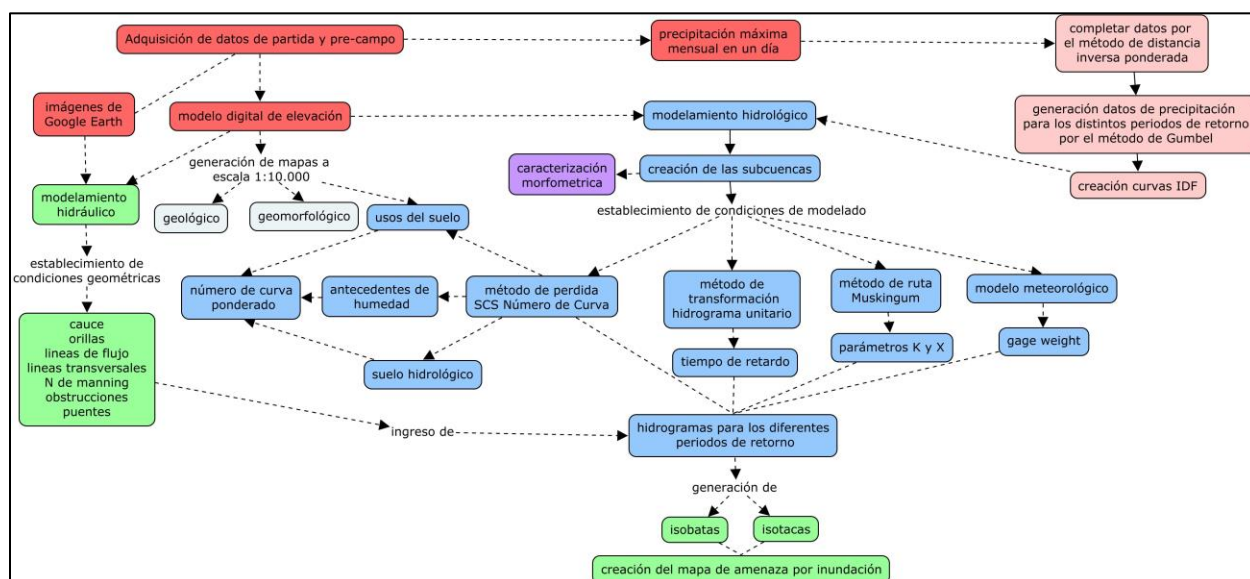 Adquisición de datos de partida y pre-campo
precipitación máxima
mensual en un día
completar datos por
el método de distancia
inversa ponderada
imágenes de
Google Earth
modelo digital de elevación
modelamiento hidrológico
generación datos de precipitación
para los distintos periodos de retorno
por el método de Gumbel
generación de mapas a
escala 1:10.000
caracterización
morfometrica
creación de las subcuencas
creación curvas IDF
modelamiento
hidráulico
geológico
geomorfológico
usos del suelo
establecimiento de condiciones de modelado
establecimiento de
condiciones geométricas
número de curva
ponderado
antecedentes de
humedad
método de perdida
SCS Número de Curva
método de
transformación
hidrograma unitario
método de ruta
Muskingum
modelo meteorológico
cauce
orillas
lineas de flujo
lineas transversales
N de manning
obstrucciones
puentes
suelo hidrológico
tiempo de retardo
parámetros K y X
gage weight
ingreso de
hidrogramas para los diferentes
periodos de retorno
generación de
isobatas
isotacas
creación del mapa de amenaza por inundación